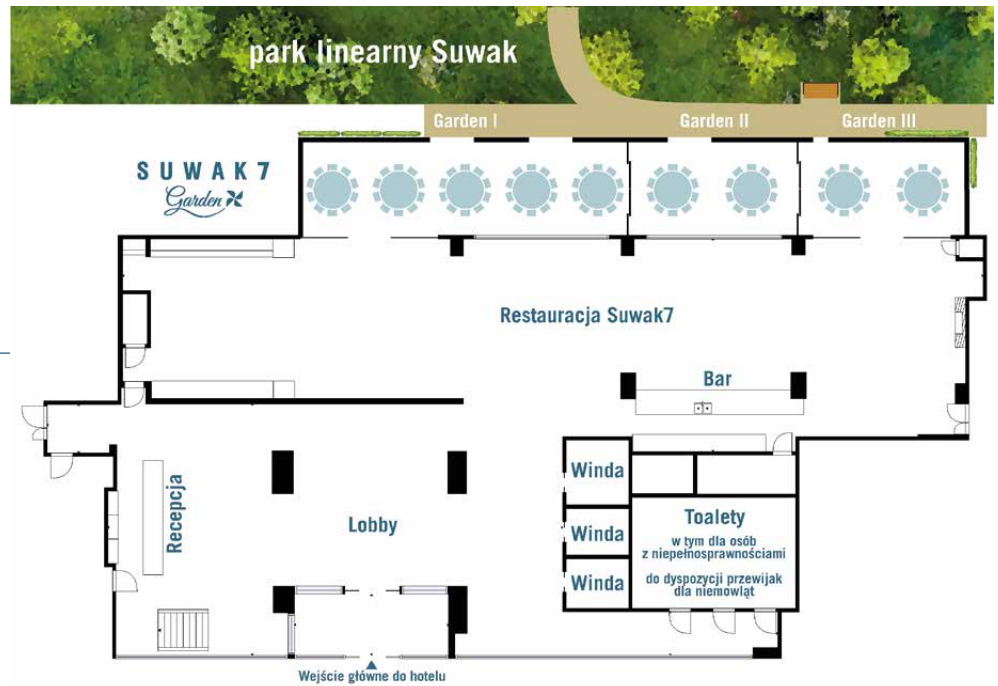 park linearny Suwak
Garden I
Garden II
Garden III
SUWAK7
Garden
Restauracja Suwak7
Bar
Recepcja
Lobby
Winda
Winda
Winda
Toalety
w tym dla osób
z niepełnosprawnościami
do dyspozycji przewijak
dla niemowląt
Wejście główne do hotelu